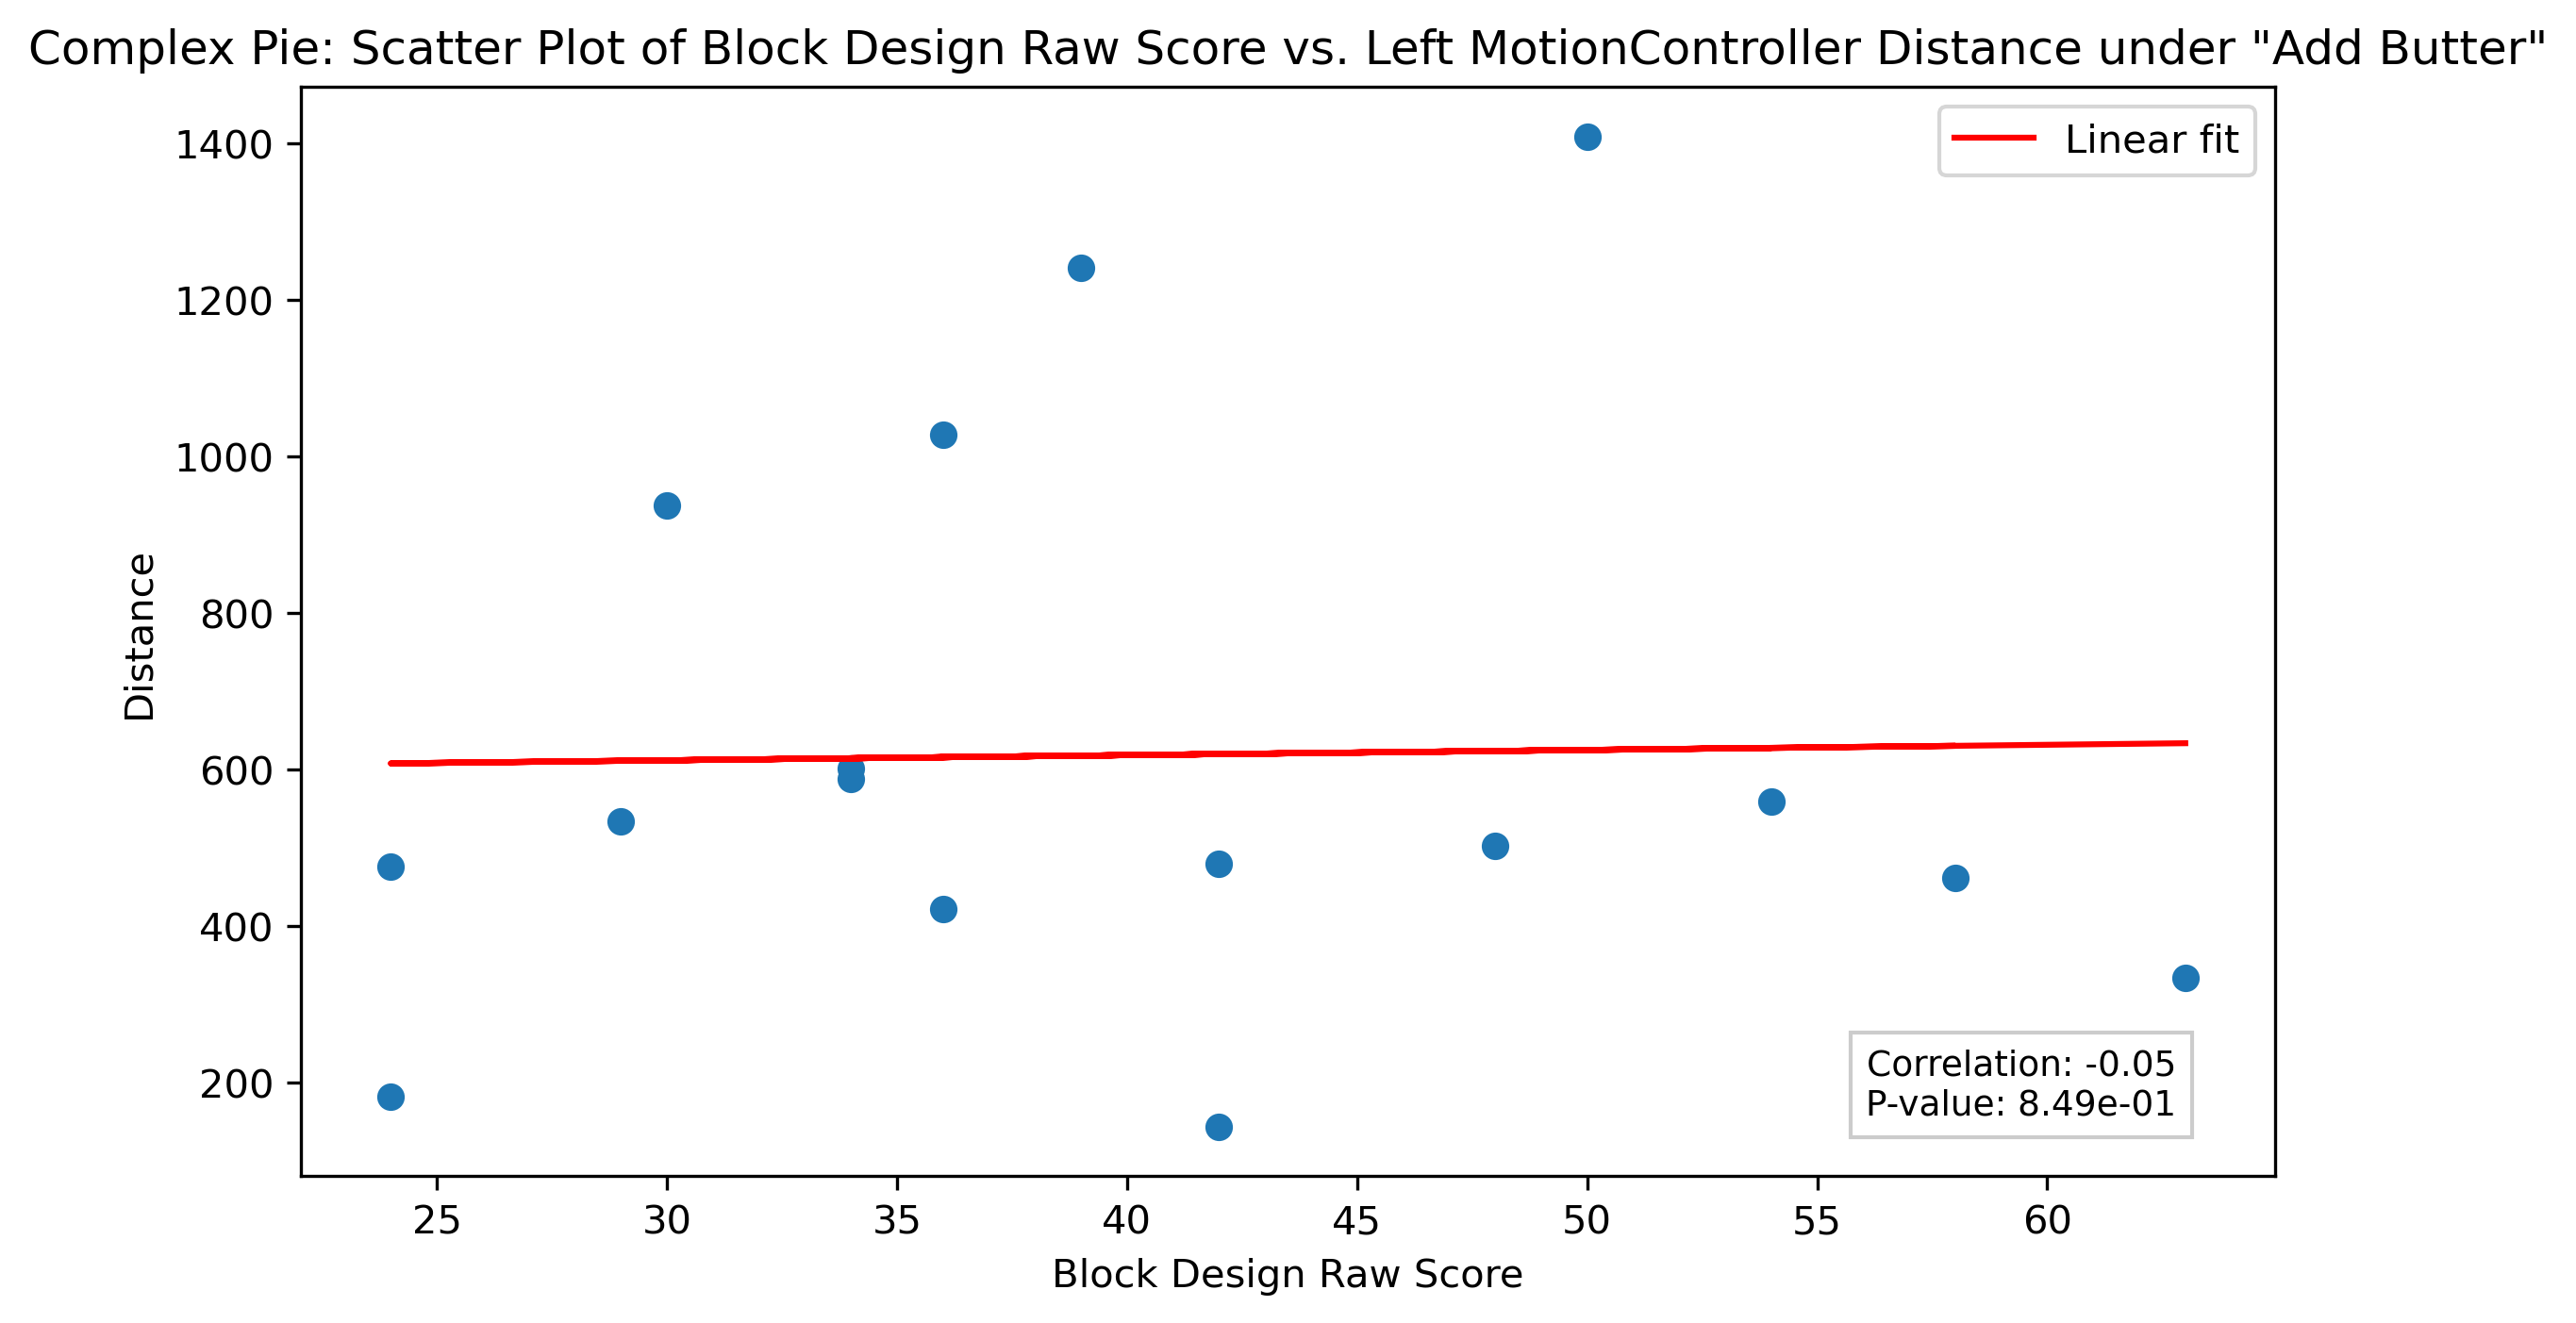 Complex Pie: Scatter Plot of Block Design Raw Score vs. Left MotionController Distance under "Add Butter"
Linear fit
1400
1200
1000
800
600
400
200
Distance
Correlation: -0.05
P-value: 8.49e-01
25 30 35 40 45 50 55 60
Block Design Raw Score